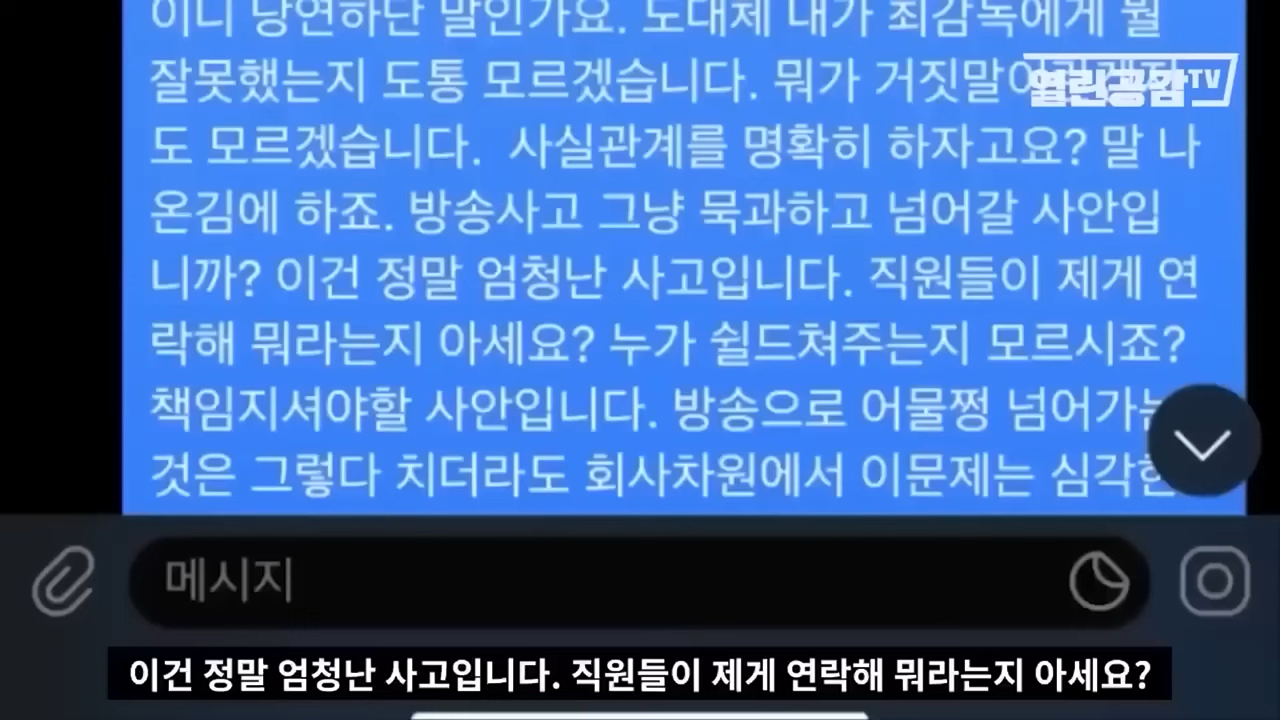 이니 당연하단 말인가요. 도대체 내가 최감독에게 뭘
잘못했는지 도통 모르겠습니다. 뭐가 거짓말이라는지
열린공감TV
도 모르겠습니다. 사실관계를 명확히 하자고요? 말 나
온김에 하죠. 방송사고 그냥 묵과하고 넘어갈 사안입
니까? 이건 정말 엄청난 사고입니다. 직원들이 제게 연
락해 뭐라는지 아세요? 누가 쉴드쳐주는지 모르시죠?
책임지셔야할 사안입니다. 방송으로 어물쩡 넘어가는
것은 그렇다 치더라도 회사차원에서 이문제는 심각한
메시지
이건 정말 엄청난 사고입니다. 직원들이 제게 연락해 뭐라는지 아세요?